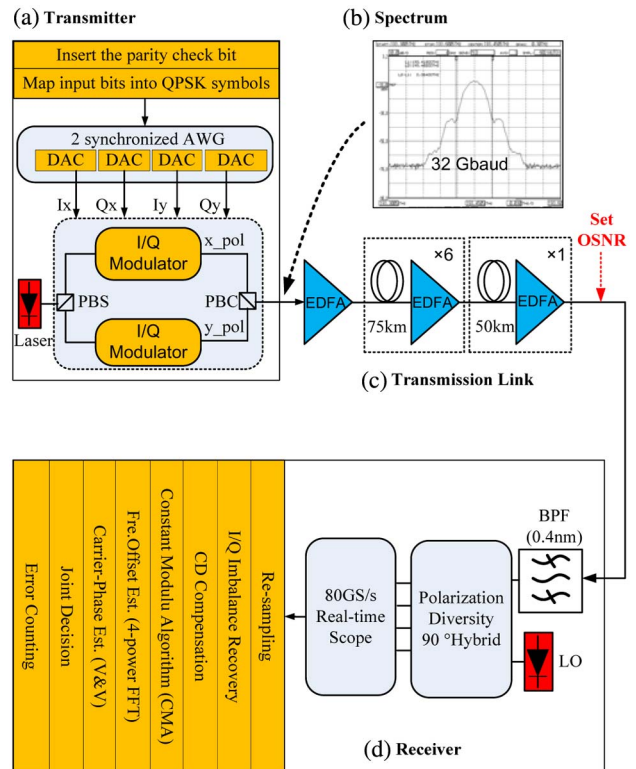 (a) Transmitter
Insert the parity check bit
Map input bits into QPSK symbols
2 synchronized AWG
DAC DAC DAC DAC
Ix Qx Iy Qy
I/Q
Modulator
x_pol
PBS
PBC
y_pol
I/Q
Modulator
Laser
(b) Spectrum
32 Gbaud
Set
OSNR
EDFA
×6
75km
EDFA
×1
50km
EDFA
(c) Transmission Link
Error Counting
Joint Decision
Carrier-Phase Est. (V&V)
Fre.Offset Est. (4-power FFT)
Constant Modulu Algorithm (CMA)
CD Compensation
I/Q Imbalance Recovery
Re-sampling
80GS/s
Real-time
Scope
Polarization
Diversity
90 °Hybrid
BPF
(0.4nm)
LO
(d) Receiver